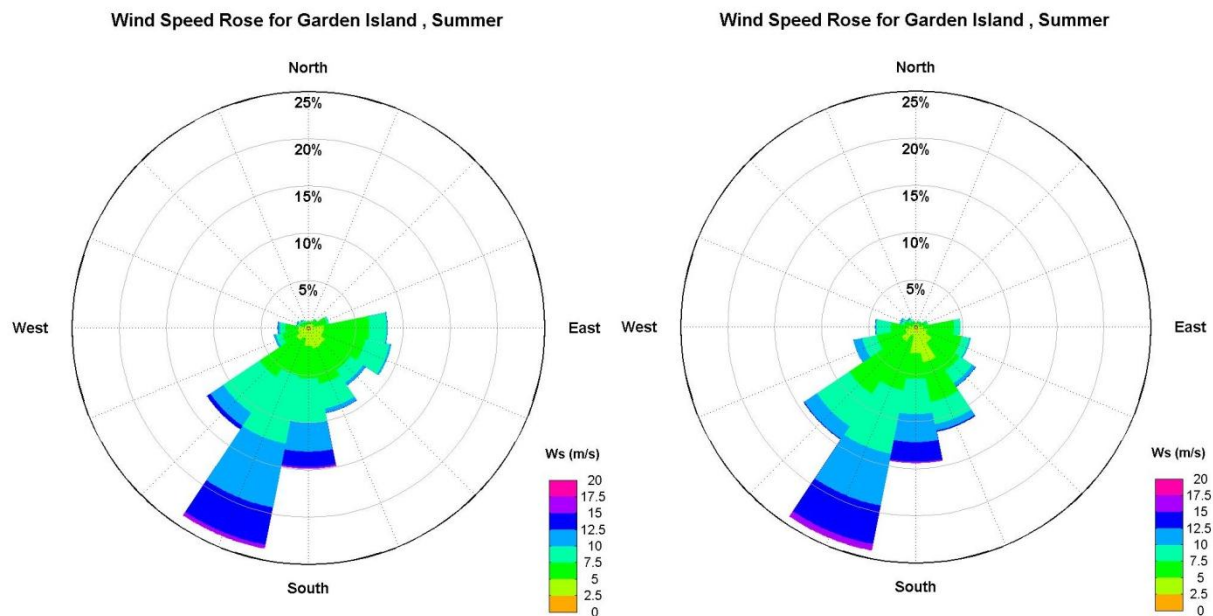 Wind Speed Rose for Garden Island , Summer
North
25%
20%
15%
10%
5%
West
East
South
Ws (m/s)
20
17.5
15
12.5
10
7.5
5
2.5
0
Wind Speed Rose for Garden Island , Summer
North
25%
20%
15%
10%
5%
West
East
South
Ws (m/s)
20
17.5
15
12.5
10
7.5
5
2.5
0